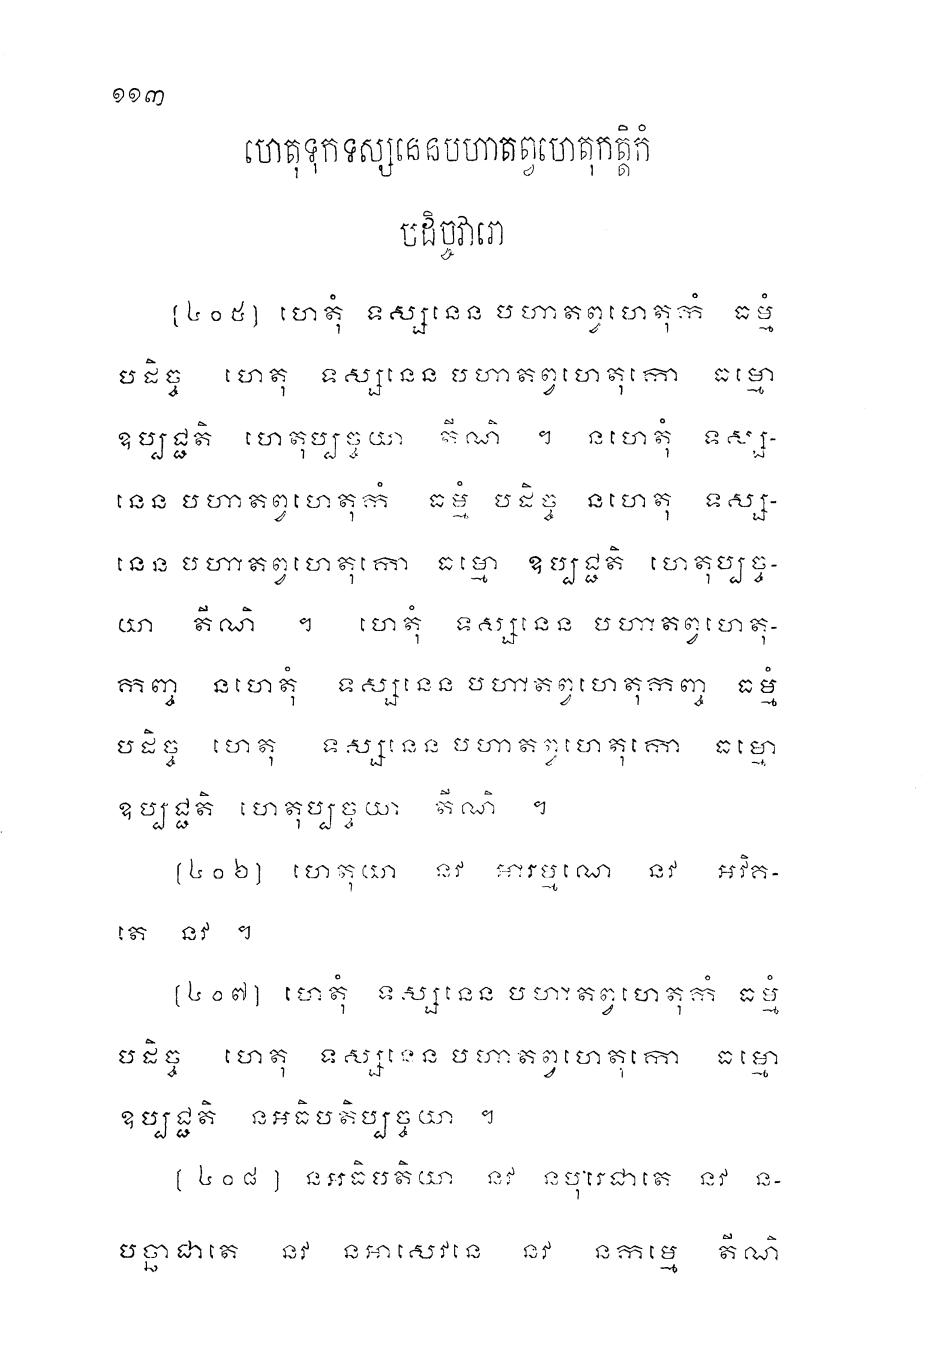 ១១៣
ហេតុទុកទស្សនេនបហាតព្វហេតុកត្តិកំ
បដិច្ចវារោ
[៤០៥] ហេតុំ ទស្សនេន បហាតព្វហេតុកំ ធម្មំ
បដិច្ច ហេតុ ទស្សនេន បហាតព្វហេតុកោ ធម្មោ
ឧប្បជ្ជតិ ហេតុប្បច្ចយា តីណិ ។ នហេតុំ ទស្ស-
នេន បហាតព្វហេតុកំ ធម្មំ បដិច្ច នហេតុ ទស្ស-
នេន បហាតព្វហេតុកោ ធម្មោ ឧប្បជ្ជតិ ហេតុប្បច្ច-
យា តីណិ ។ ហេតុំ ទស្សនេន បហាតព្វហេតុ-
កញ្ច នហេតុំ ទស្សនេន បហាតព្វហេតុកញ្ច ធម្មំ
បដិច្ច ហេតុ ទស្សនេន បហាតព្វហេតុកោ ធម្មោ
ឧប្បជ្ជតិ ហេតុប្បច្ចយា តីណិ ។
[៤០៦] ហេតុយា នវ អារម្មណេ នវ អវិគ-
តេ នវ ។
[៤០៧] ហេតុំ ទស្សនេន បហាតព្វហេតុកំ ធម្មំ
បដិច្ច ហេតុ ទស្សនេន បហាតព្វហេតុកោ ធម្មោ
ឧប្បជ្ជតិ នអធិបតិប្បច្ចយា ។
[៤០៨] នអធិបតិយា នវ នបុរេជាតេ នវ ន-
បច្ឆាជាតេ នវ នអាសេវនេ នវ នកម្មេ តីណិ